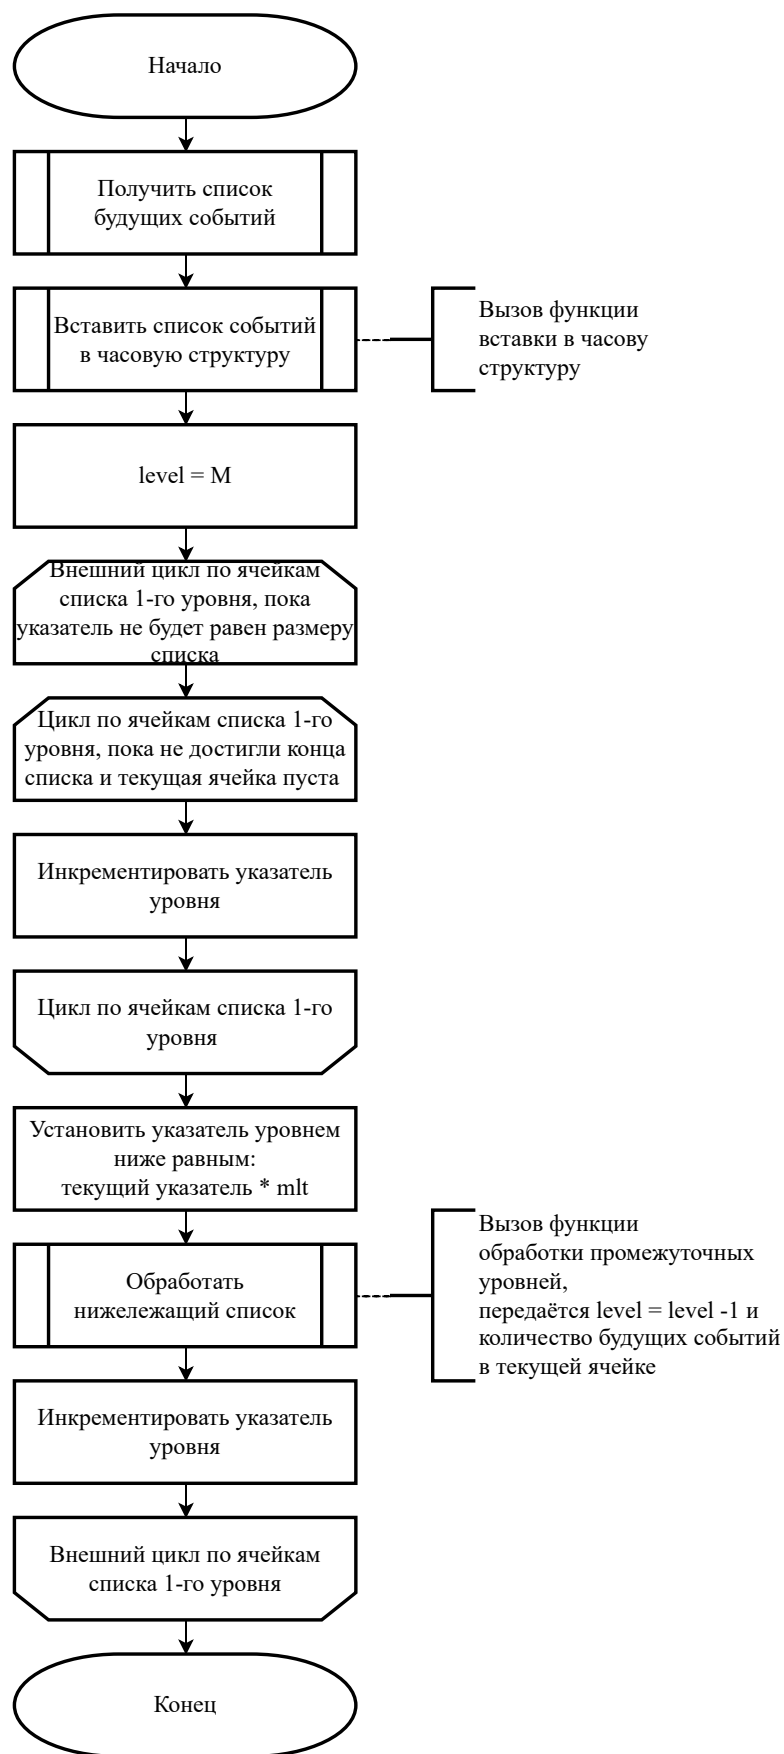 Начало
Получить список
будущих событий
Вставить список событий
в часовую структуру
Вызов функции
вставки в часову
структуру
level = M
Внешний цикл по ячейкам
списка 1-го уровня, пока
указатель не будет равен размеру
списка
Цикл по ячейкам списка 1-го
уровня, пока не достигли конца
списка и текущая ячейка пуста
Инкрементировать указатель
уровня
Цикл по ячейкам списка 1-го
уровня
Установить указатель уровнем
ниже равным:
текущий указатель * mlt
Обработать
нижележащий список
Вызов функции
обработки промежуточных
уровней,
передаётся level = level -1 и
количество будущих событий
в текущей ячейке
Инкрементировать указатель
уровня
Внешний цикл по ячейкам
списка 1-го уровня
Конец